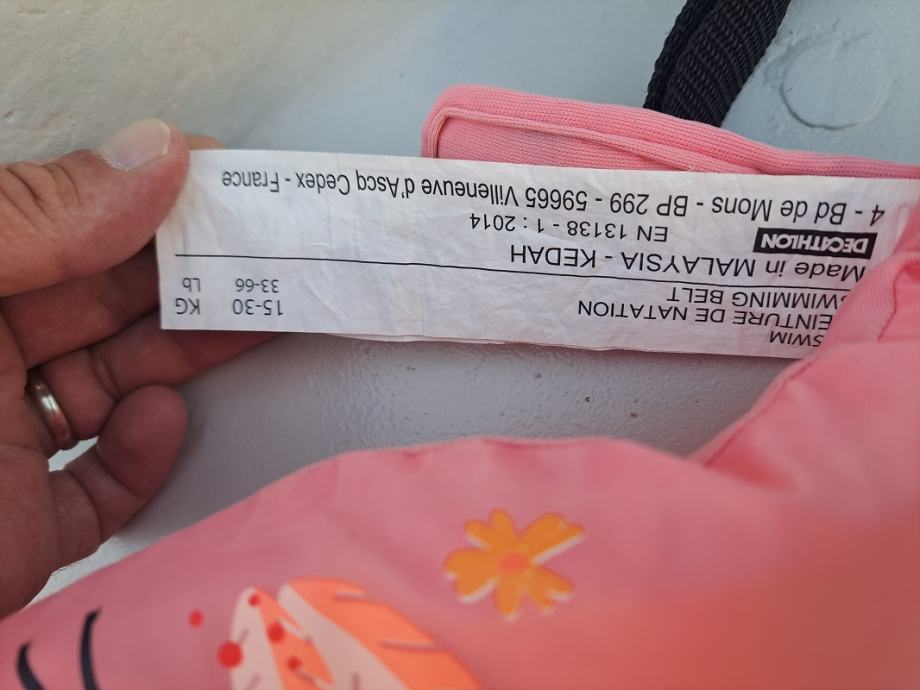 SWIM
EINTURE DE NATATION
SWIMMING BELT
15-30 KG
33-66 Lb
Made in MALAYSIA - KEDAH
DECATHLON EN 13138 - 1 : 2014
4 - Bd de Mons - BP 299 - 59665 Villeneuve d'Ascq Cedex - France